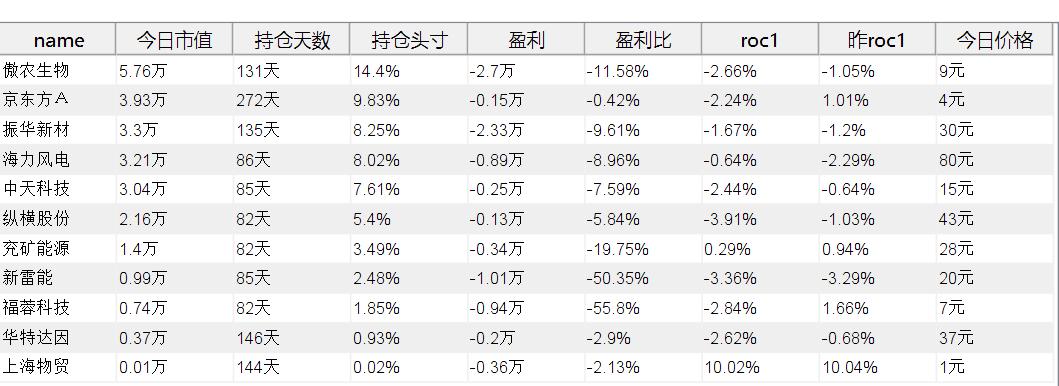 name 今日市值 持仓天数 持仓头寸 盈利 盈利比 roc1 昨roc1 今日价格
傲农生物 5.76万 131天 14.4% -2.7万 -11.58% -2.66% -1.05% 9元
京东方Ａ 3.93万 272天 9.83% -0.15万 -0.42% -2.24% 1.01% 4元
振华新材 3.3万 135天 8.25% -2.33万 -9.61% -1.67% -1.2% 30元
海力风电 3.21万 86天 8.02% -0.89万 -8.96% -0.64% -2.29% 80元
中天科技 3.04万 85天 7.61% -0.25万 -7.59% -2.44% -0.64% 15元
纵横股份 2.16万 82天 5.4% -0.13万 -5.84% -3.91% -1.03% 43元
兖矿能源 1.4万 82天 3.49% -0.34万 -19.75% 0.29% 0.94% 28元
新雷能 0.99万 85天 2.48% -1.01万 -50.35% -3.36% -3.29% 20元
福蓉科技 0.74万 82天 1.85% -0.94万 -55.8% -2.84% 1.66% 7元
华特达因 0.37万 146天 0.93% -0.2万 -2.9% -2.62% -0.68% 37元
上海物贸 0.01万 144天 0.02% -0.36万 -2.13% 10.02% 10.04% 1元